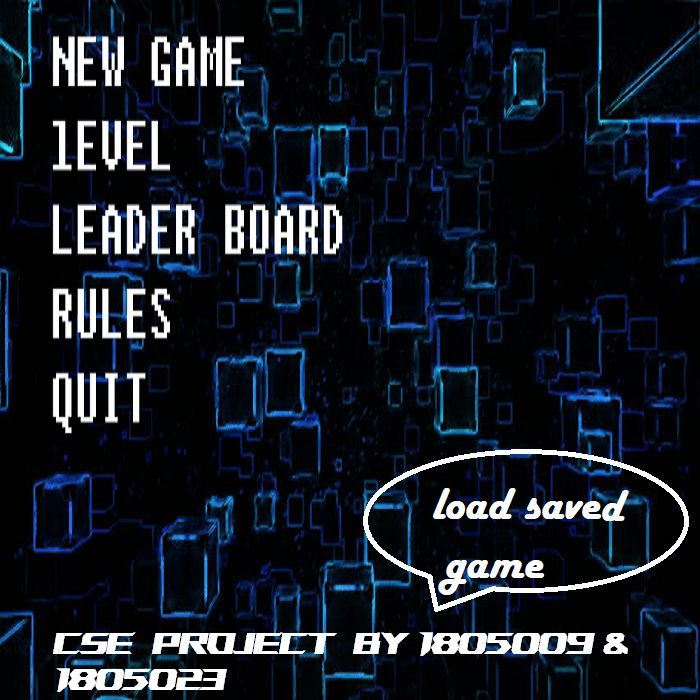 NEW GAME
lEVEL
LEADER BOARD
RULES
QUIT
load saved
game
CSE PROJECT BY 1805009 &
1805023